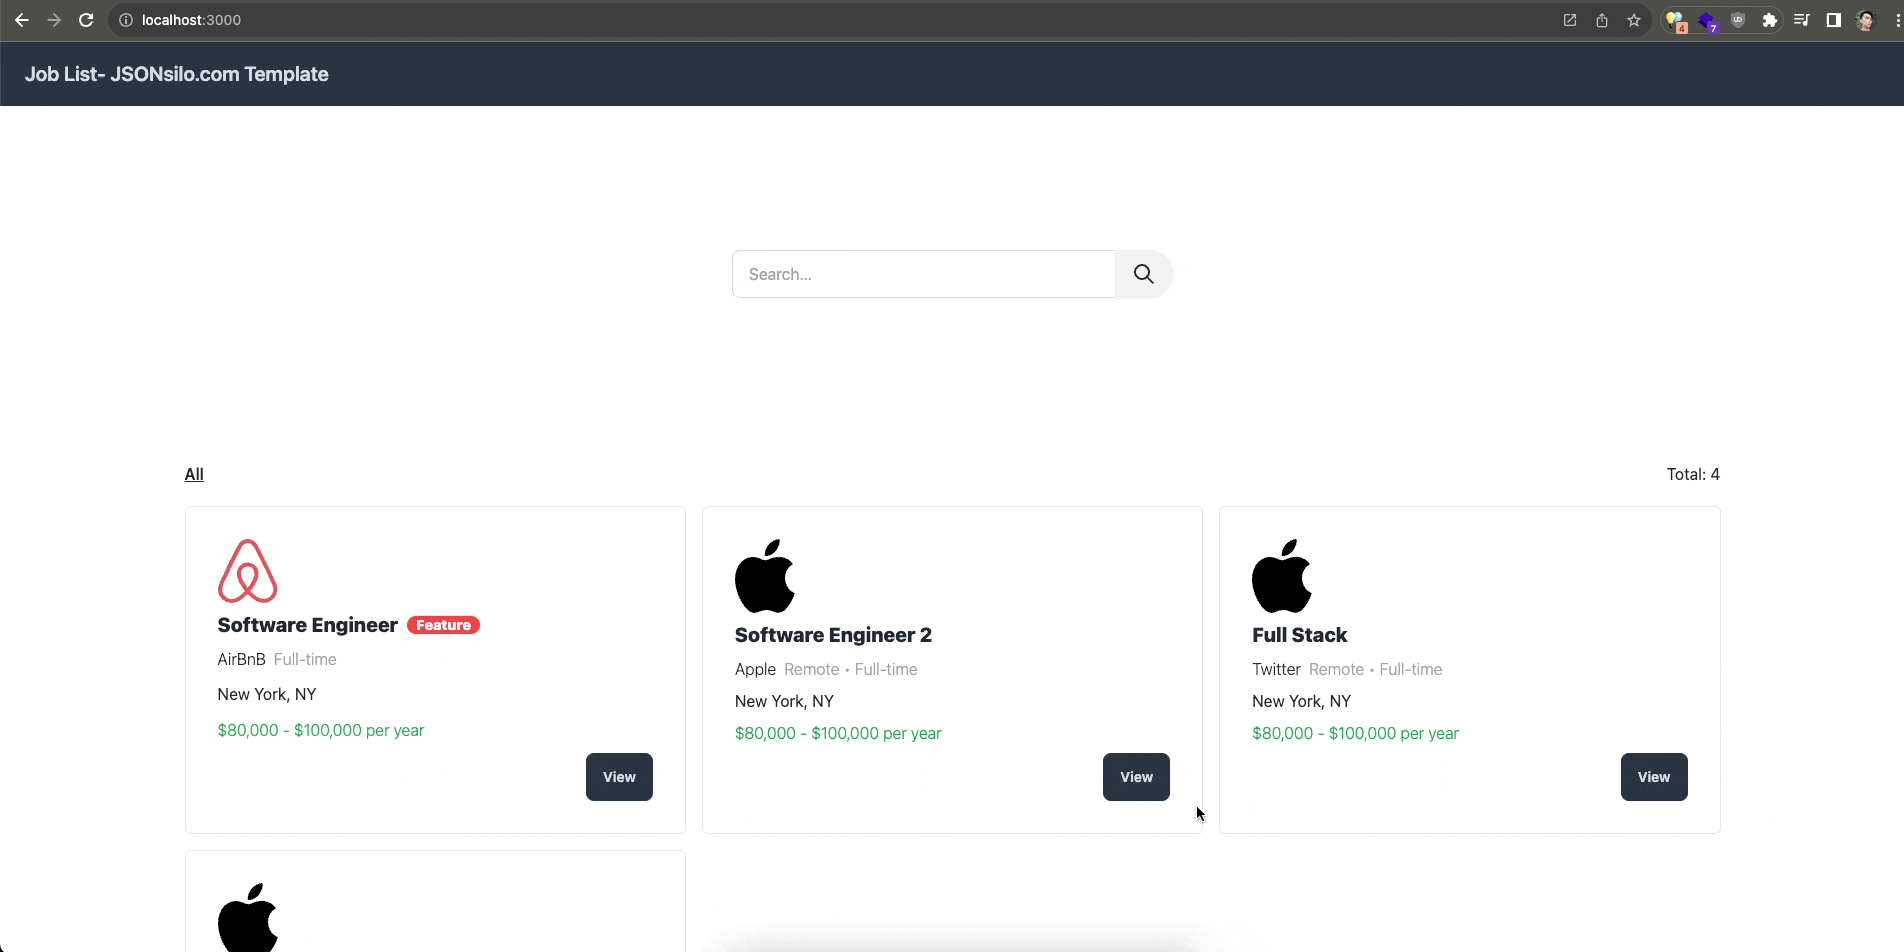 localhost:3000
4
7
Job List- JSONsilo.com Template
Search...
All
Total: 4
Software Engineer Feature
AirBnB Full-time
New York, NY
$80,000 - $100,000 per year
View
Software Engineer 2
Apple Remote • Full-time
New York, NY
$80,000 - $100,000 per year
View
Full Stack
Twitter Remote • Full-time
New York, NY
$80,000 - $100,000 per year
View